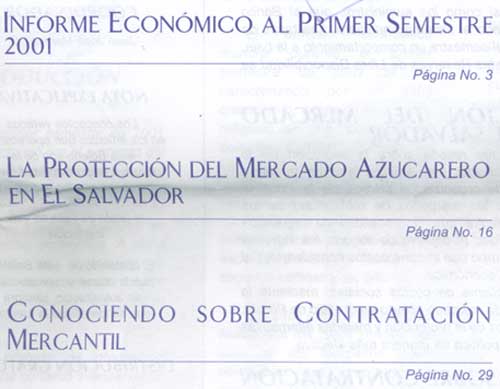 INFORME ECONÓMICO AL PRIMER SEMESTRE
2001
Página No. 3
LA PROTECCIÓN DEL MERCADO AZUCARERO
EN EL SALVADOR
Página No. 16
CONOCIENDO SOBRE CONTRATACIÓN
MERCANTIL
Página No. 29